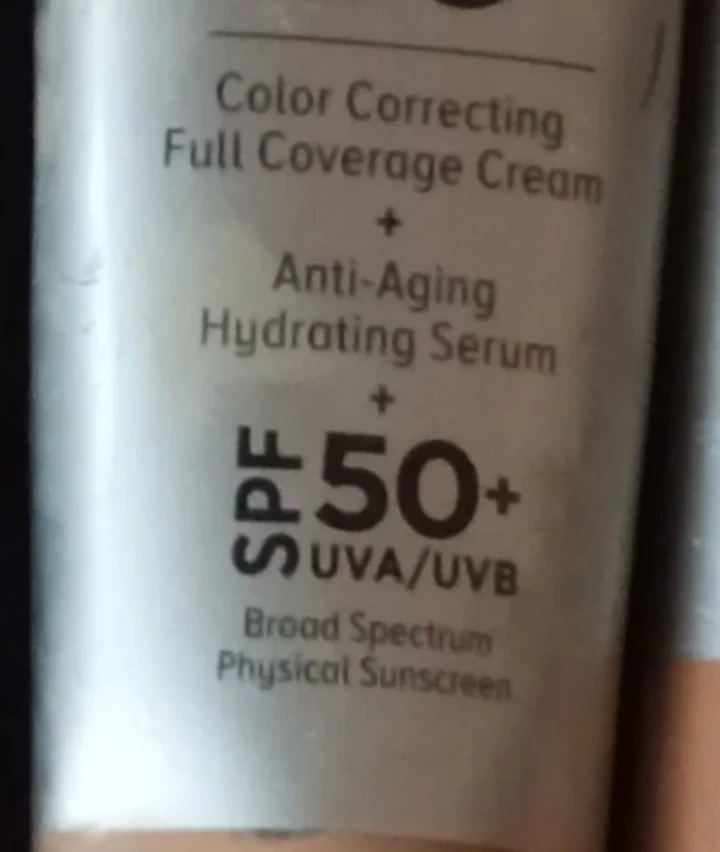 Color Correcting
Full Coverage Cream
+
Anti-Aging
Hydrating Serum
+
SPF 50+
UVA/UVB
Broad Spectrum
Physical Sunscreen